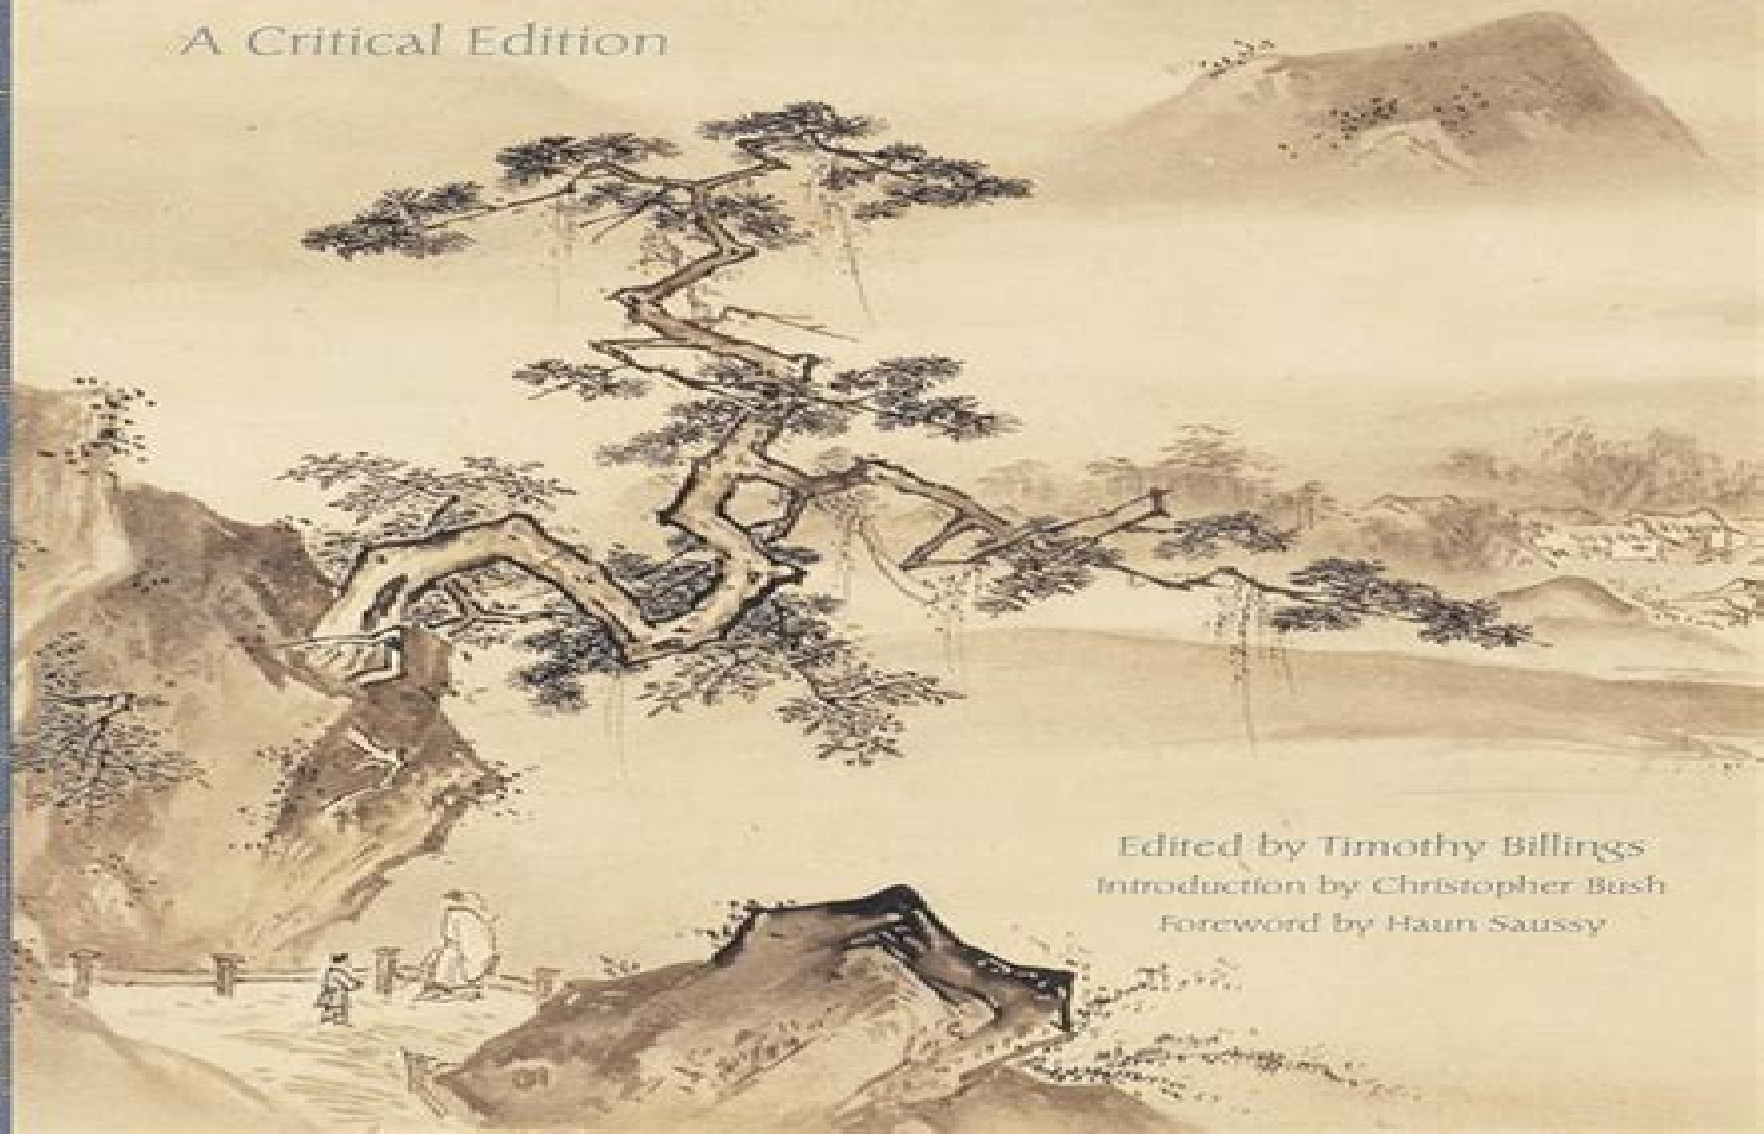 A Critical Edition
Edited by Timothy Billings
Introduction by Christopher Bush
Foreword by Haun Saussy